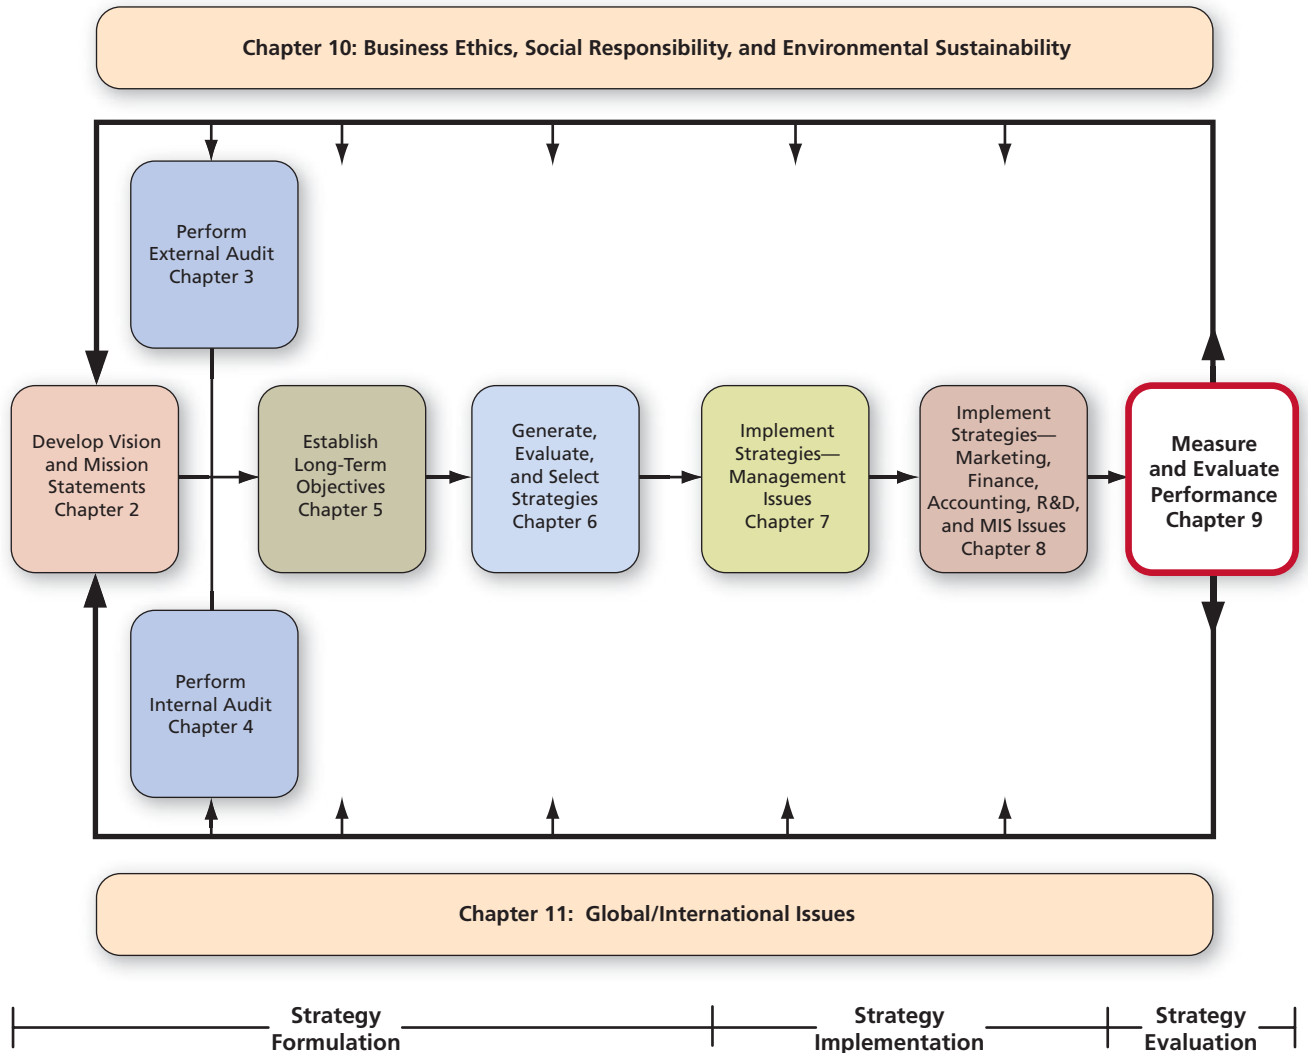 Chapter 10: Business Ethics, Social Responsibility, and Environmental Sustainability
Perform
External Audit
Chapter 3
Develop Vision
and Mission
Statements
Chapter 2
Establish
Long-Term
Objectives
Chapter 5
Generate,
Evaluate,
and Select
Strategies
Chapter 6
Implement
Strategies—
Management
Issues
Chapter 7
Implement
Strategies—
Marketing,
Finance,
Accounting, R&D,
and MIS Issues
Chapter 8
Measure
and Evaluate
Performance
Chapter 9
Perform
Internal Audit
Chapter 4
Chapter 11: Global/International Issues
Strategy
Formulation
Strategy
Implementation
Strategy
Evaluation